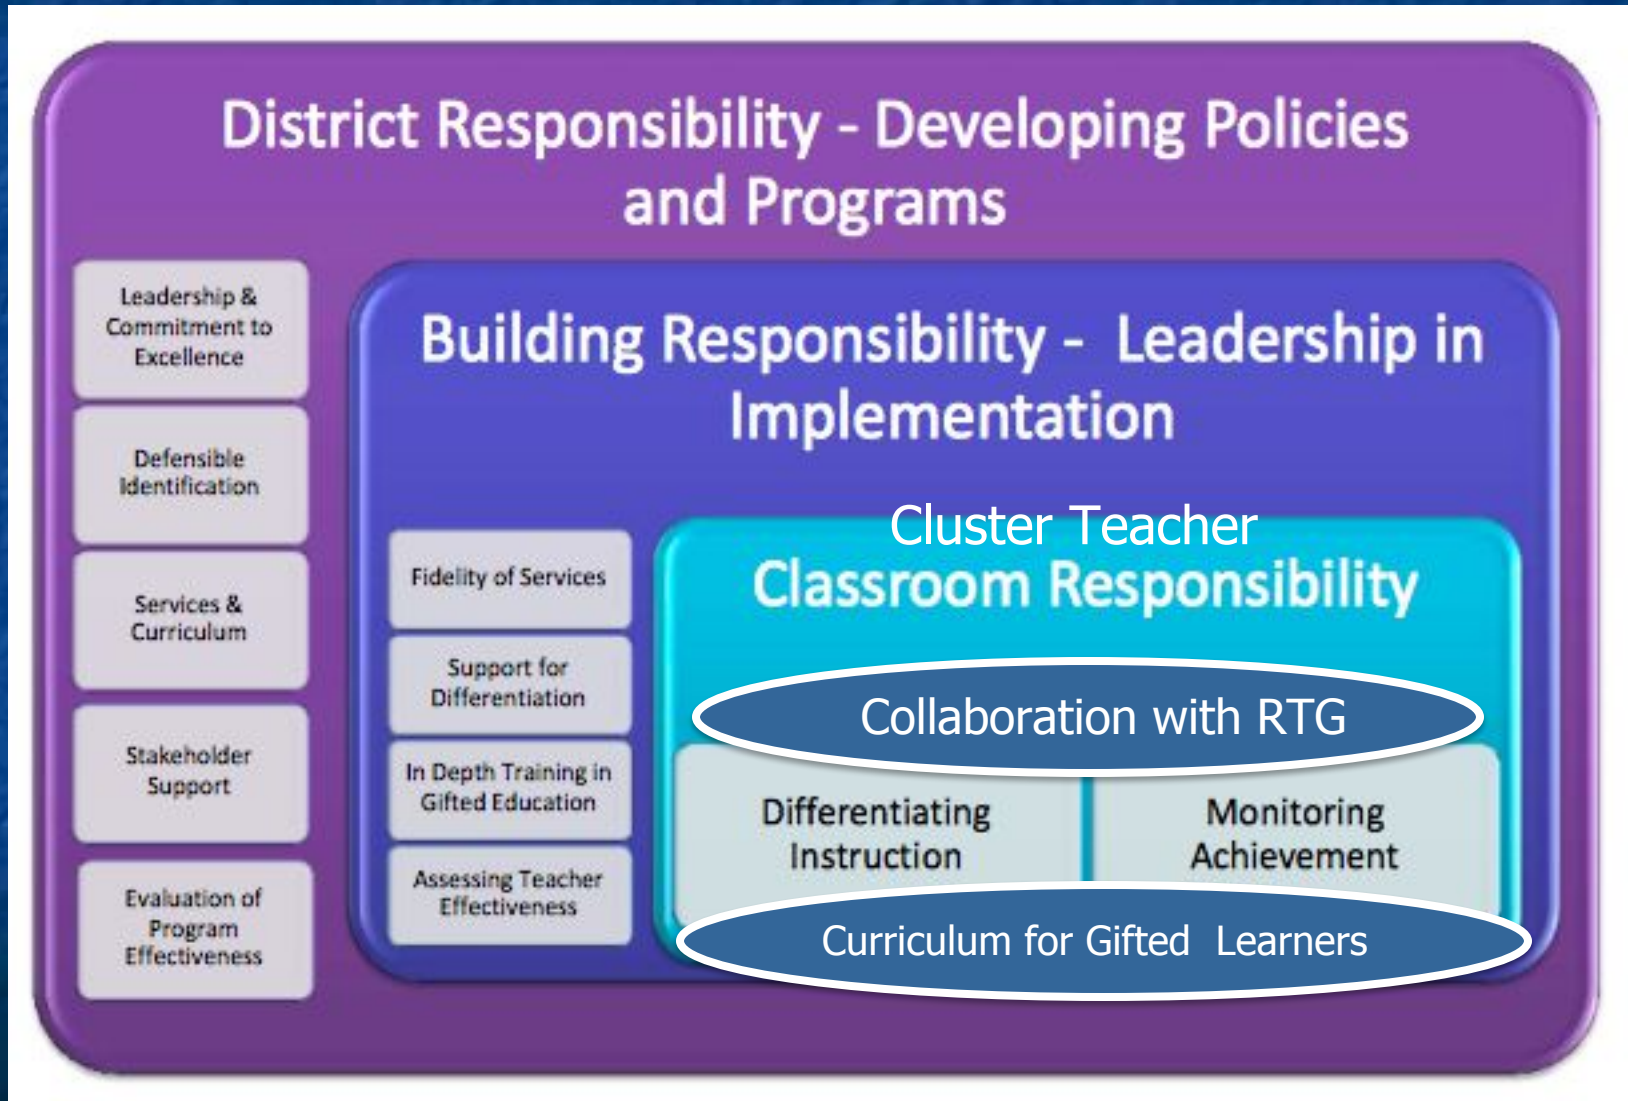 District Responsibility - Developing Policies
and Programs
Leadership &
Commitment to
Excellence
Defensible
Identification
Services &
Curriculum
Stakeholder
Support
Evaluation of
Program
Effectiveness
Building Responsibility - Leadership in
Implementation
Fidelity of Services
Support for
Differentiation
In Depth Training in
Gifted Education
Assessing Teacher
Effectiveness
Cluster Teacher
Classroom Responsibility
Collaboration with RTG
Differentiating
Instruction
Monitoring
Achievement
Curriculum for Gifted Learners